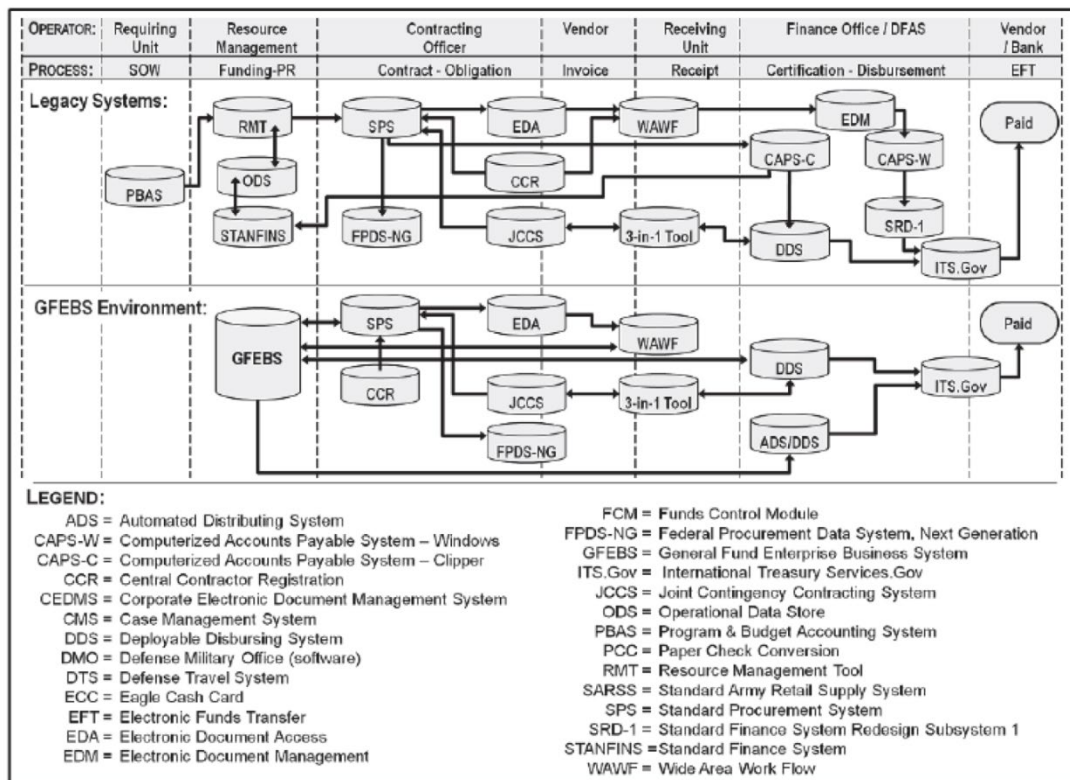 OPERATOR: Requiring Unit Resource Management Contracting Officer Vendor Receiving Unit Finance Office / DFAS Vendor / Bank
PROCESS: SOW Funding-PR Contract - Obligation Invoice Receipt Certification - Disbursement EFT
Legacy Systems:
RMT
SPS
EDA
WAWF
EDM
Paid
ODS
CCR
CAPS-C
CAPS-W
PBAS
STANFINS
FPDS-NG
JCCS
3-in-1 Tool
DDS
SRD-1
ITS.Gov
GFEBS Environment:
GFEBS
SPS
EDA
WAWF
Paid
CCR
JCCS
3-in-1 Tool
DDS
ITS.Gov
FPDS-NG
ADS/DDS
LEGEND:
ADS = Automated Distributing System
CAPS-W = Computerized Accounts Payable System – Windows
CAPS-C = Computerized Accounts Payable System – Clipper
CCR = Central Contractor Registration
CEDMS = Corporate Electronic Document Management System
CMS = Case Management System
DDS = Deployable Disbursing System
DMO = Defense Military Office (software)
DTS = Defense Travel System
ECC = Eagle Cash Card
EFT = Electronic Funds Transfer
EDA = Electronic Document Access
EDM = Electronic Document Management
FCM = Funds Control Module
FPDS-NG = Federal Procurement Data System, Next Generation
GFEBS = General Fund Enterprise Business System
ITS.Gov = International Treasury Services.Gov
JCCS = Joint Contingency Contracting System
ODS = Operational Data Store
PBAS = Program & Budget Accounting System
PCC = Paper Check Conversion
RMT = Resource Management Tool
SARSS = Standard Army Retail Supply System
SPS = Standard Procurement System
SRD-1 = Standard Finance System Redesign Subsystem 1
STANFINS = Standard Finance System
WAWF = Wide Area Work Flow